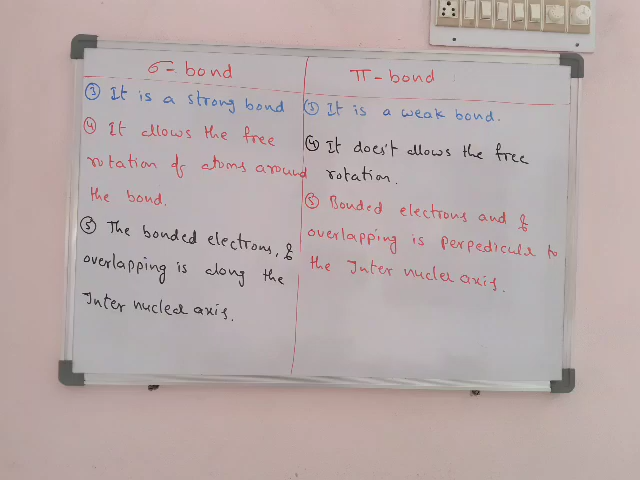 σ- bond
π-bond
③ It is a strong bond
④ It allows the free
rotation of atoms around
the bond.
⑤ The bonded electrons, &
overlapping is along the
Inter nucled axis.
③ It is a weak bond.
④ It does't allows the free
rotation.
⑤ Bonded electrons and &
overlapping is perpedicular to
the Inter nucler axis.